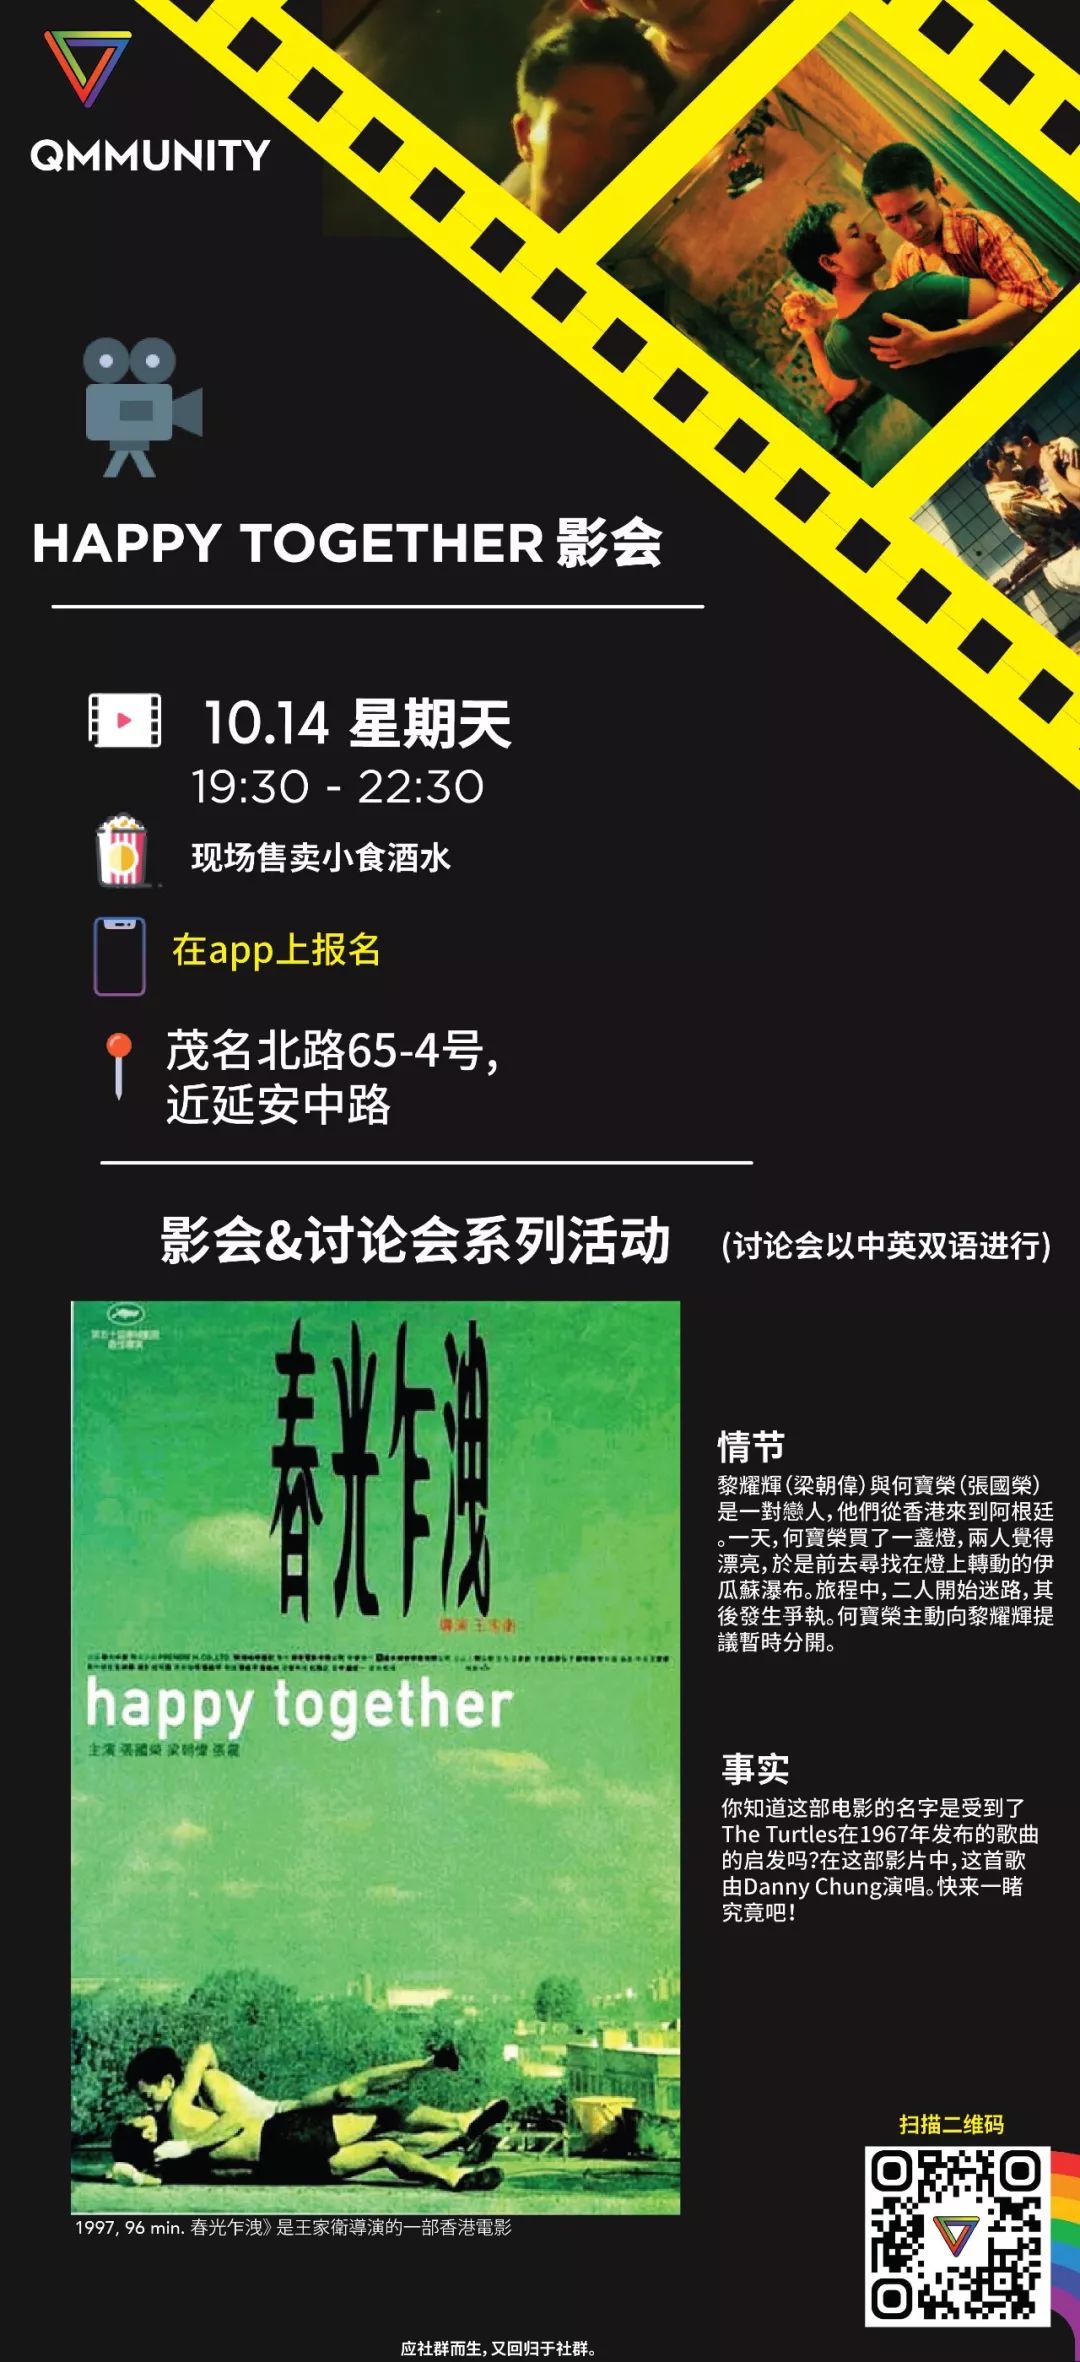 QMMUNITY
HAPPY TOGETHER 影会
10.14 星期天
19:30 - 22:30
现场售卖小食酒水
在app上报名
茂名北路65-4号,
近延安中路
影会&讨论会系列活动
(讨论会以中英双语进行)
春光乍洩
導演 王家衛
happy together
主演 張國榮 梁朝偉 張震
1997, 96 min. 春光乍洩》是王家衛導演的一部香港電影
情节
黎耀輝(梁朝偉)與何寶榮(張國榮)
是一對戀人,他們從香港來到阿根廷
。一天,何寶榮買了一盞燈,兩人覺得
漂亮,於是前去尋找在燈上轉動的伊
瓜蘇瀑布。旅程中,二人開始迷路,其
後發生爭執。何寶榮主動向黎耀輝提
議暫時分開。
事实
你知道这部电影的名字是受到了
The Turtles在1967年发布的歌曲
的启发吗?在这部影片中,这首歌
由Danny Chung演唱。快来一睹
究竟吧!
扫描二维码
应社群而生,又回归于社群。